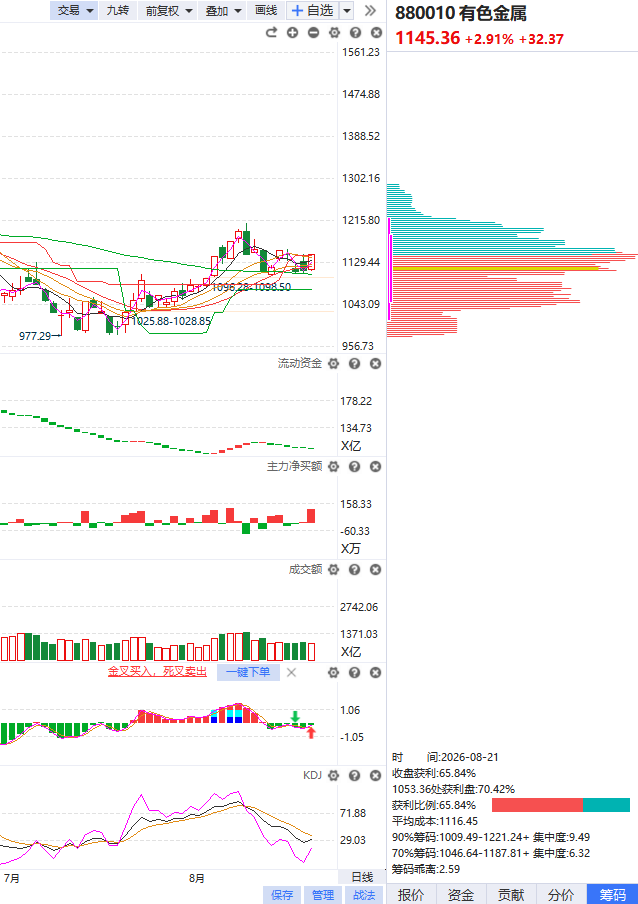 交易 九转 前复权 叠加 画线 自选
880010 有色金属
1145.36 +2.91% +32.37
1561.23
1474.88
1388.52
1302.16
1215.80
1129.44
1043.09
956.73
1096.28-1098.50
1025.88-1028.85
977.29
流动资金
178.22
134.73
X亿
主力净买额
158.33
-60.33
X万
成交额
2742.06
1371.03
X亿
金叉买入，死叉卖出 一键下单
1.06
-1.05
KDJ
71.88
29.03
7月 8月 日线
保存 管理 战法
时 间:2026-08-21
收盘获利:65.84%
1053.36处获利盘:70.42%
获利比例:65.84%
平均成本:1116.45
90%筹码:1009.49-1221.24+ 集中度:9.49
70%筹码:1046.64-1187.81+ 集中度:6.32
筹码乖离:2.59
报价 资金 贡献 分价 筹码